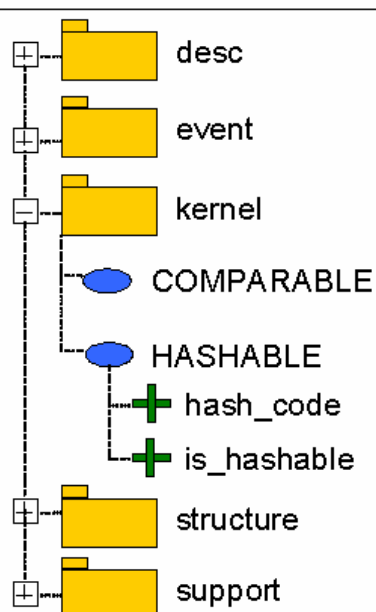 desc
event
kernel
COMPARABLE
HASHABLE
hash_code
is_hashable
structure
support